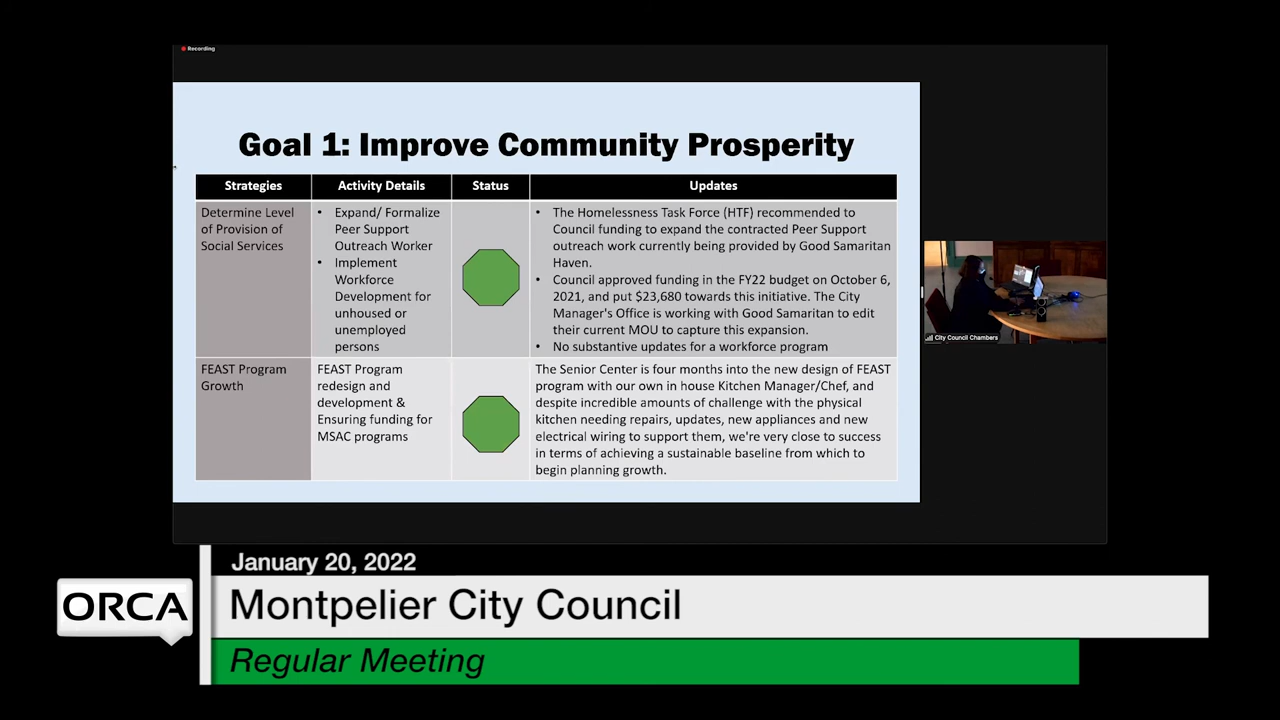 Recording
Goal 1: Improve Community Prosperity
Strategies
Activity Details
Status
Updates
Determine Level
of Provision of
Social Services
• Expand/ Formalize
Peer Support
Outreach Worker
• Implement
Workforce
Development for
unhoused or
unemployed
persons
• The Homelessness Task Force (HTF) recommended to
Council funding to expand the contracted Peer Support
outreach work currently being provided by Good Samaritan
Haven.
• Council approved funding in the FY22 budget on October 6,
2021, and put $23,680 towards this initiative. The City
Manager's Office is working with Good Samaritan to edit
their current MOU to capture this expansion.
• No substantive updates for a workforce program
FEAST Program
Growth
FEAST Program
redesign and
development &
Ensuring funding for
MSAC programs
The Senior Center is four months into the new design of FEAST
program with our own in house Kitchen Manager/Chef, and
despite incredible amounts of challenge with the physical
kitchen needing repairs, updates, new appliances and new
electrical wiring to support them, we're very close to success
in terms of achieving a sustainable baseline from which to
begin planning growth.
City Council Chambers
January 20, 2022
ORCA
Montpelier City Council
Regular Meeting